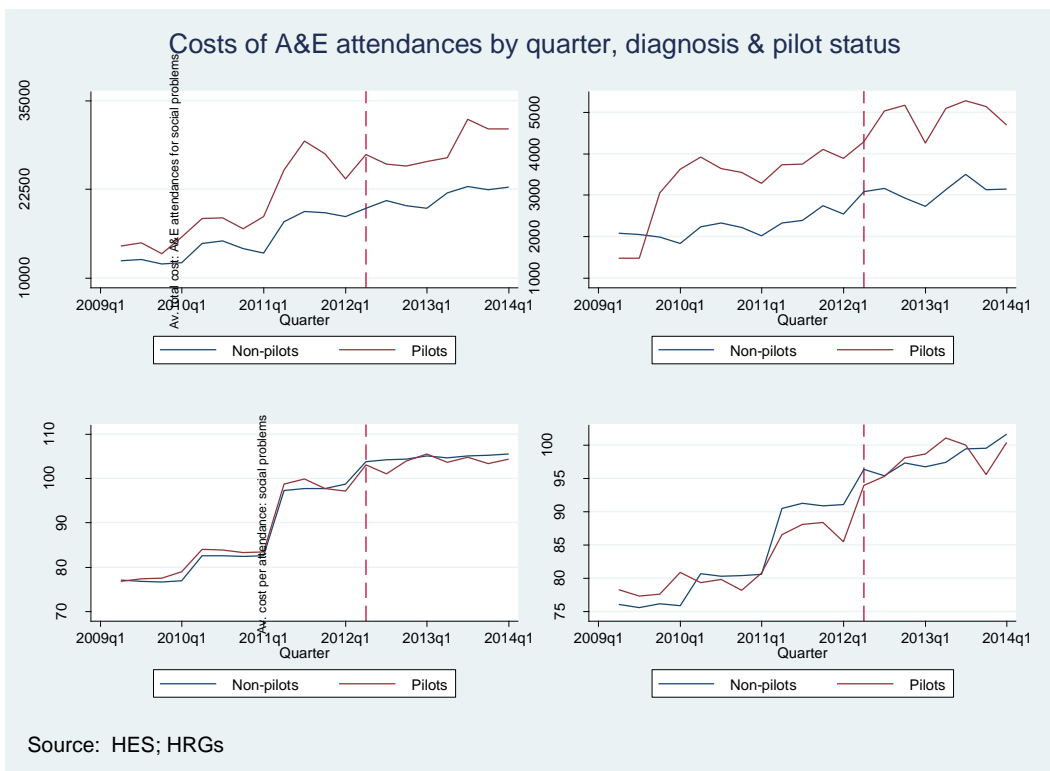 Costs of A&E attendances by quarter, diagnosis & pilot status
Av. total cost: A&E attendances for social problems
35000
22500
10000
2009q1 2010q1 2011q1 2012q1 2013q1 2014q1
Quarter
Non-pilots Pilots
5000
4000
3000
2000
1000
2009q1 2010q1 2011q1 2012q1 2013q1 2014q1
Quarter
Non-pilots Pilots
Av. cost per attendance: social problems
110
100
90
80
70
2009q1 2010q1 2011q1 2012q1 2013q1 2014q1
Quarter
Non-pilots Pilots
100
95
90
85
80
75
2009q1 2010q1 2011q1 2012q1 2013q1 2014q1
Quarter
Non-pilots Pilots
Source: HES; HRGs